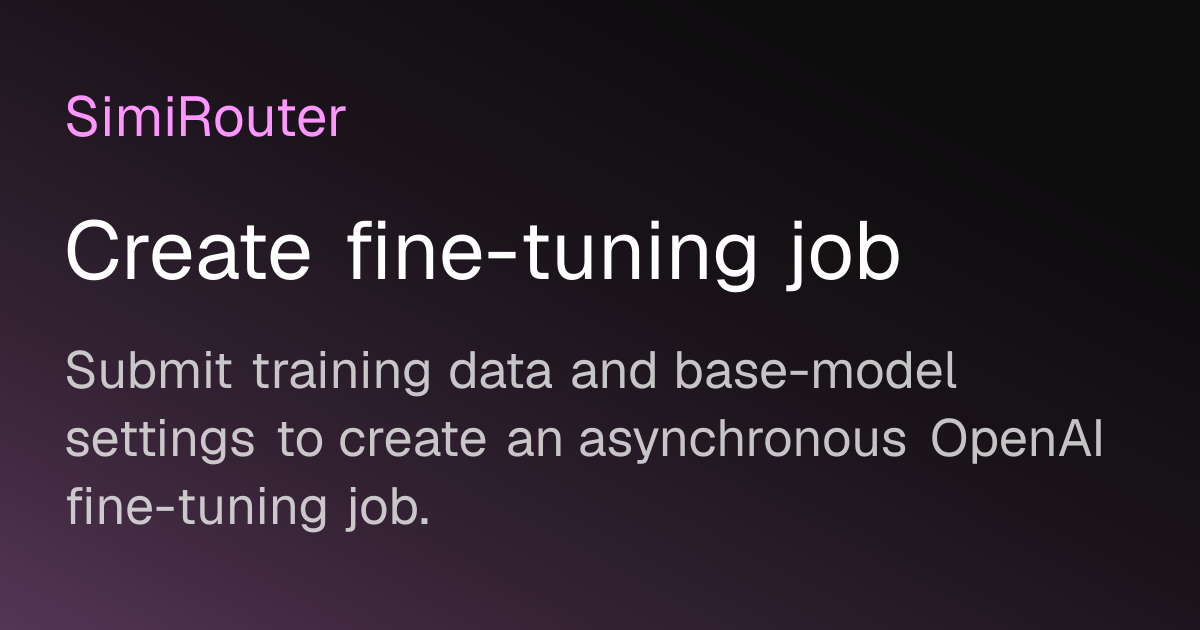 SimiRouter
Create fine-tuning job
Submit training data and base-model
settings to create an asynchronous OpenAI
fine-tuning job.